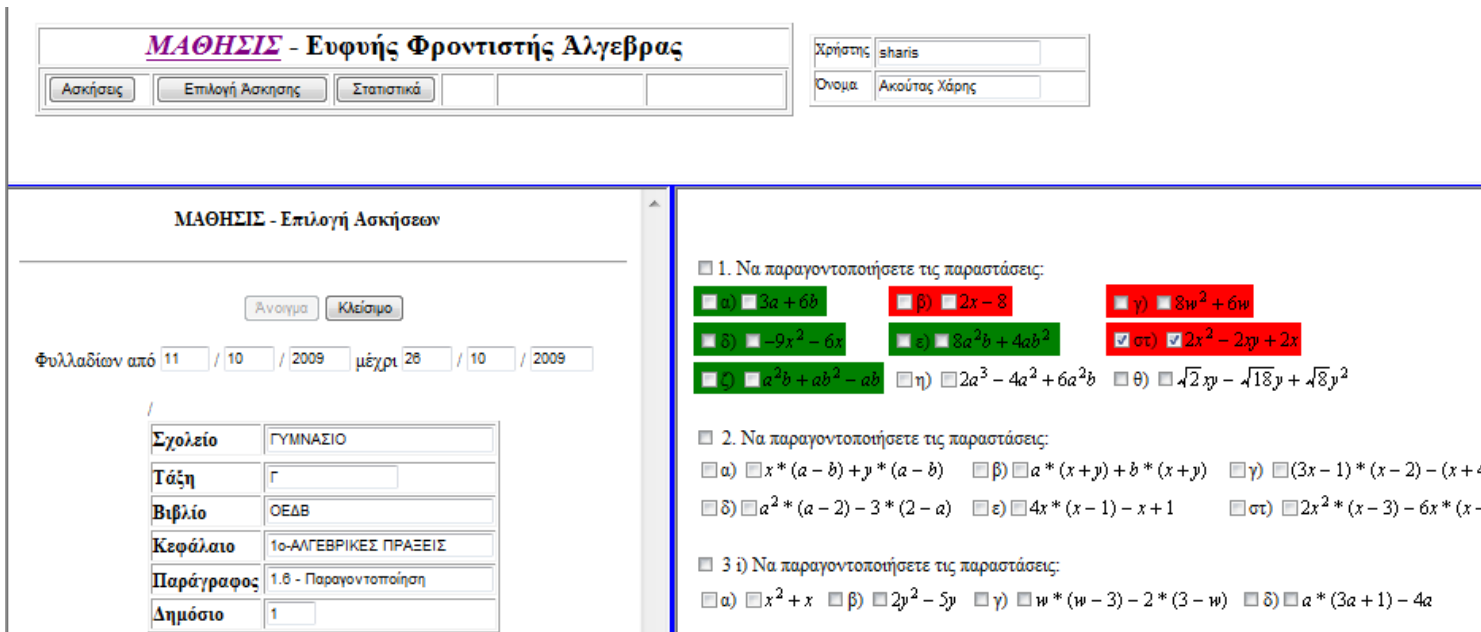 ΜΑΘΗΣΙΣ - Ευφυής Φροντιστής Άλγεβρας
Ασκήσεις Επιλογή Άσκησης Στατιστικά
Χρήστης sharis
Όνομα Ακούτας Χάρης
ΜΑΘΗΣΙΣ - Επιλογή Ασκήσεων
Άνοιγμα Κλείσιμο
Φυλλαδίων από 11 / 10 / 2009 μέχρι 26 / 10 / 2009
/
Σχολείο ΓΥΜΝΑΣΙΟ
Τάξη Γ
Βιβλίο ΟΕΔΒ
Κεφάλαιο 1ο-ΑΛΓΕΒΡΙΚΕΣ ΠΡΑΞΕΙΣ
Παράγραφος 1.6 - Παραγοντοποίηση
Δημόσιο 1
1. Να παραγοντοποιήσετε τις παραστάσεις:
α) 3a + 6b β) 2x − 8 γ) 8w² + 6w
δ) −9x² − 6x ε) 8a²b + 4ab² στ) 2x² − 2xy + 2x
ζ) a²b + ab² − ab η) 2a³ − 4a² + 6a²b θ) √2xy − √18y + √8y²
2. Να παραγοντοποιήσετε τις παραστάσεις:
α) x * (a − b) + y * (a − b) β) a * (x + y) + b * (x + y) γ) (3x − 1) * (x − 2) − (x + 4
δ) a² * (a − 2) − 3 * (2 − a) ε) 4x * (x − 1) − x + 1 στ) 2x² * (x − 3) − 6x * (x −
3 i) Να παραγοντοποιήσετε τις παραστάσεις:
α) x² + x β) 2y² − 5y γ) w * (w − 3) − 2 * (3 − w) δ) a * (3a + 1) − 4a